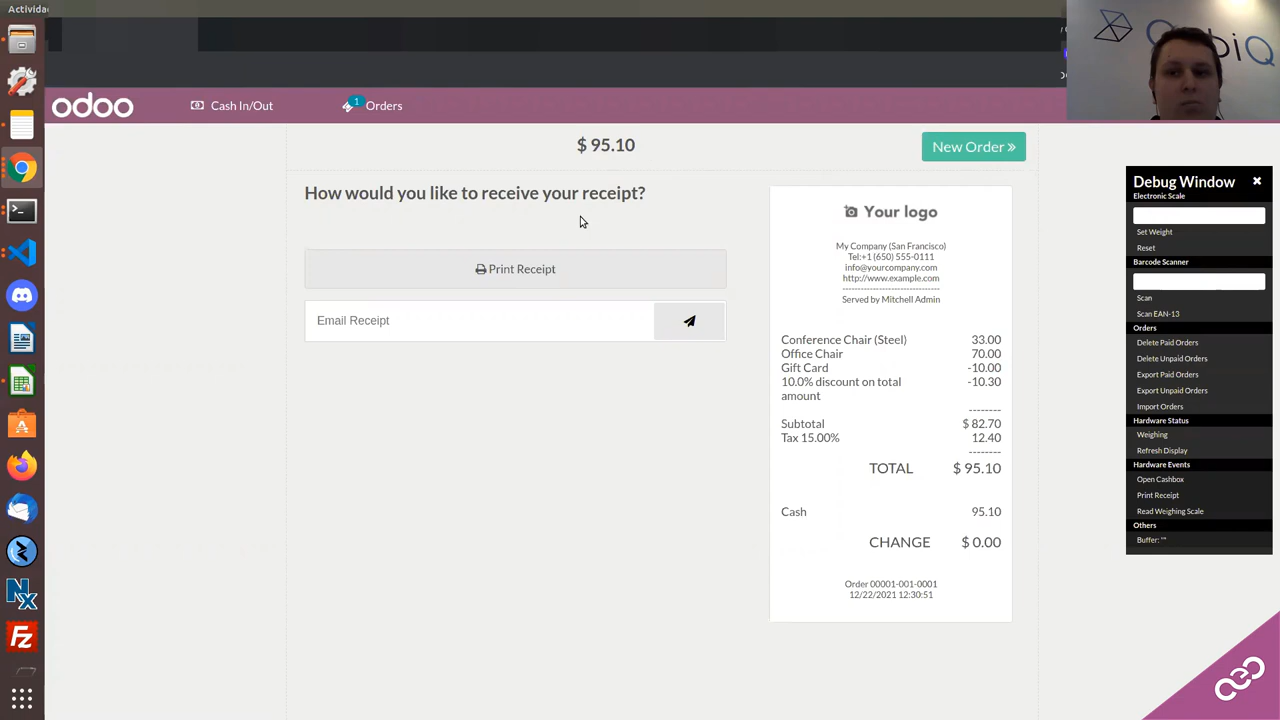 Actividad
odoo
Cash In/Out
1
Orders
$ 95.10
New Order »
How would you like to receive your receipt?
Print Receipt
Email Receipt
Your logo
My Company (San Francisco)
Tel:+1 (650) 555-0111
info@yourcompany.com
http://www.example.com
--------------------------------
Served by Mitchell Admin
Conference Chair (Steel) 33.00
Office Chair 70.00
Gift Card -10.00
10.0% discount on total amount -10.30
--------
Subtotal $ 82.70
Tax 15.00% 12.40
--------
TOTAL $ 95.10
Cash 95.10
CHANGE $ 0.00
Order 00001-001-0001
12/22/2021 12:30:51
Debug Window
Electronic Scale
Set Weight
Reset
Barcode Scanner
Scan
Scan EAN-13
Orders
Delete Paid Orders
Delete Unpaid Orders
Export Paid Orders
Export Unpaid Orders
Import Orders
Hardware Status
Weighing
Refresh Display
Hardware Events
Open Cashbox
Print Receipt
Read Weighing Scale
Others
Buffer: ""